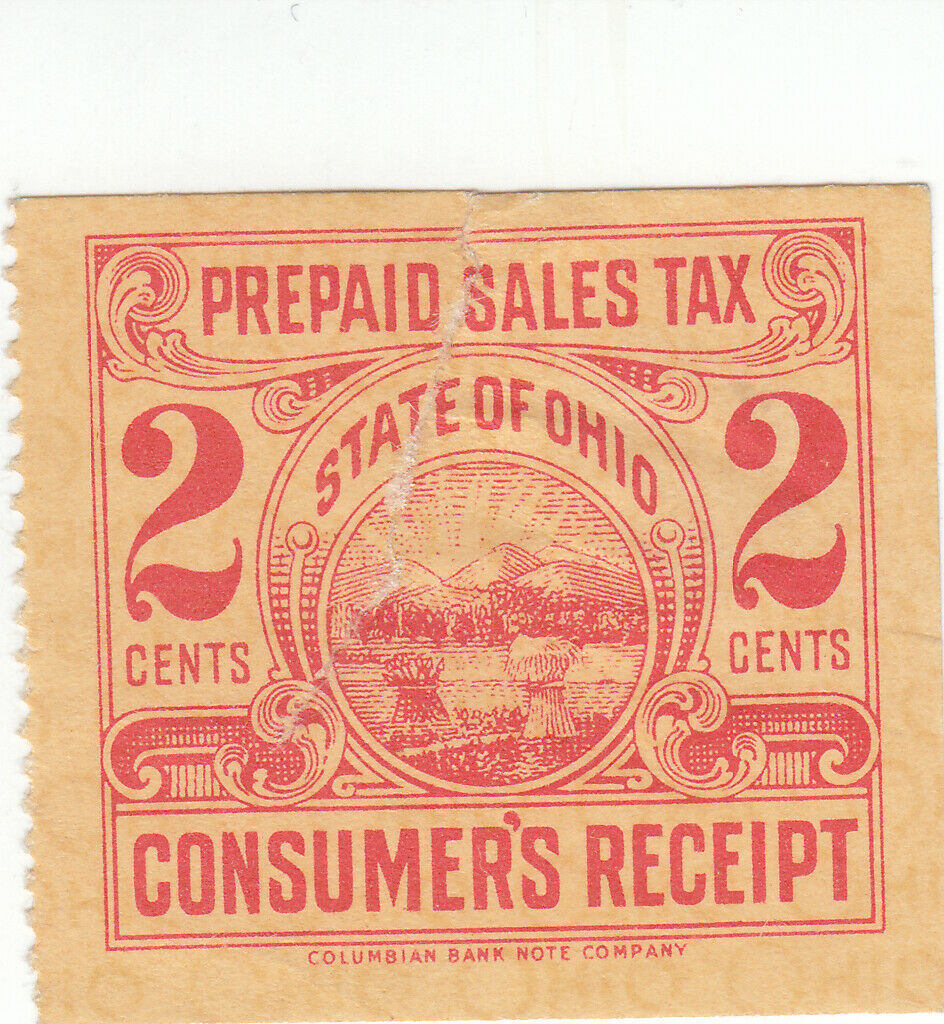 PREPAID SALES TAX
STATE OF OHIO
2 2
CENTS CENTS
CONSUMER'S RECEIPT
COLUMBIAN BANK NOTE COMPANY